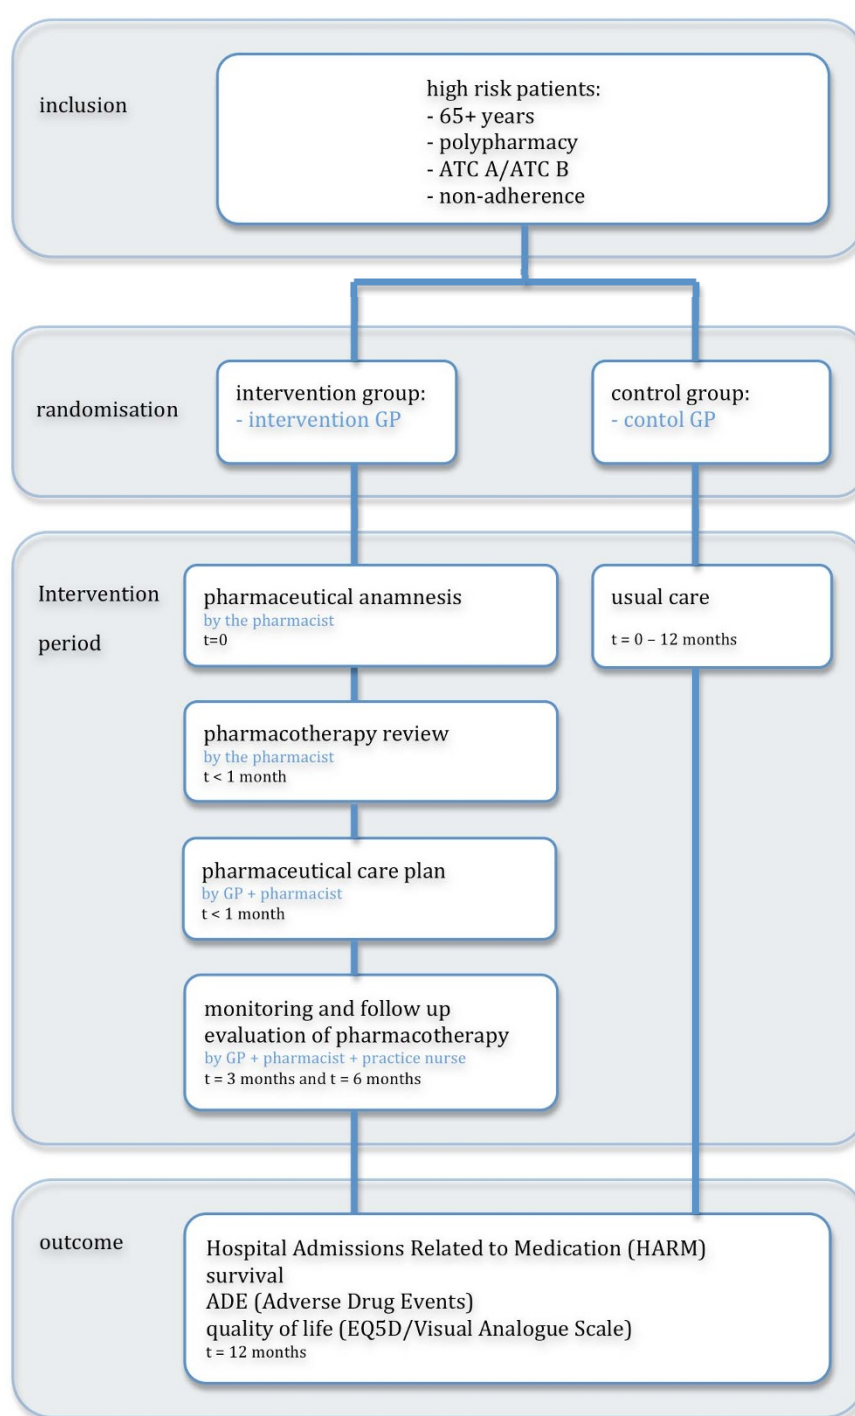 inclusion
high risk patients:
- 65+ years
- polypharmacy
- ATC A/ATC B
- non-adherence
randomisation
intervention group:
- intervention GP
control group:
- contol GP
Intervention
period
pharmaceutical anamnesis
by the pharmacist
t=0
usual care
t = 0 – 12 months
pharmacotherapy review
by the pharmacist
t < 1 month
pharmaceutical care plan
by GP + pharmacist
t < 1 month
monitoring and follow up
evaluation of pharmacotherapy
by GP + pharmacist + practice nurse
t = 3 months and t = 6 months
outcome
Hospital Admissions Related to Medication (HARM)
survival
ADE (Adverse Drug Events)
quality of life (EQ5D/Visual Analogue Scale)
t = 12 months